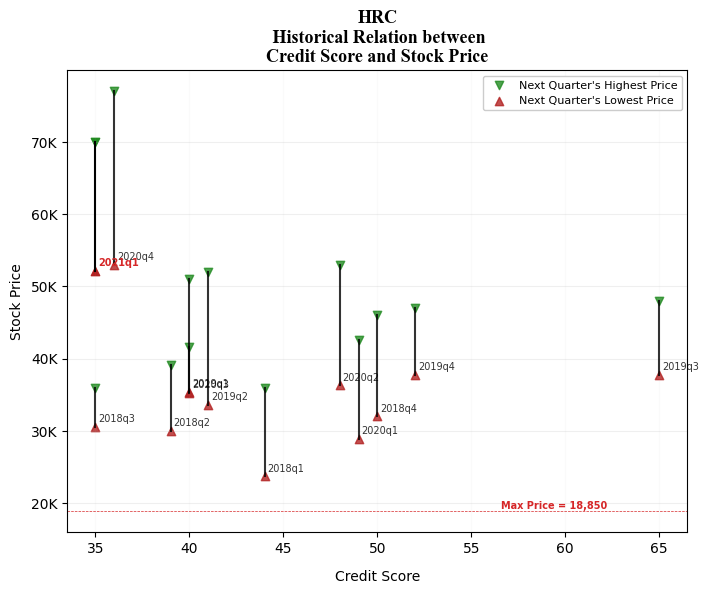 HRC
Historical Relation between
Credit Score and Stock Price
Next Quarter's Highest Price
Next Quarter's Lowest Price
70K
60K
50K
40K
30K
20K
Stock Price
2020q4
2021q1
2018q3
2018q2
2019q1
2019q2
2018q1
2020q2
2020q1
2018q4
2019q4
2019q3
Max Price = 18,850
35
40
45
50
55
60
65
Credit Score